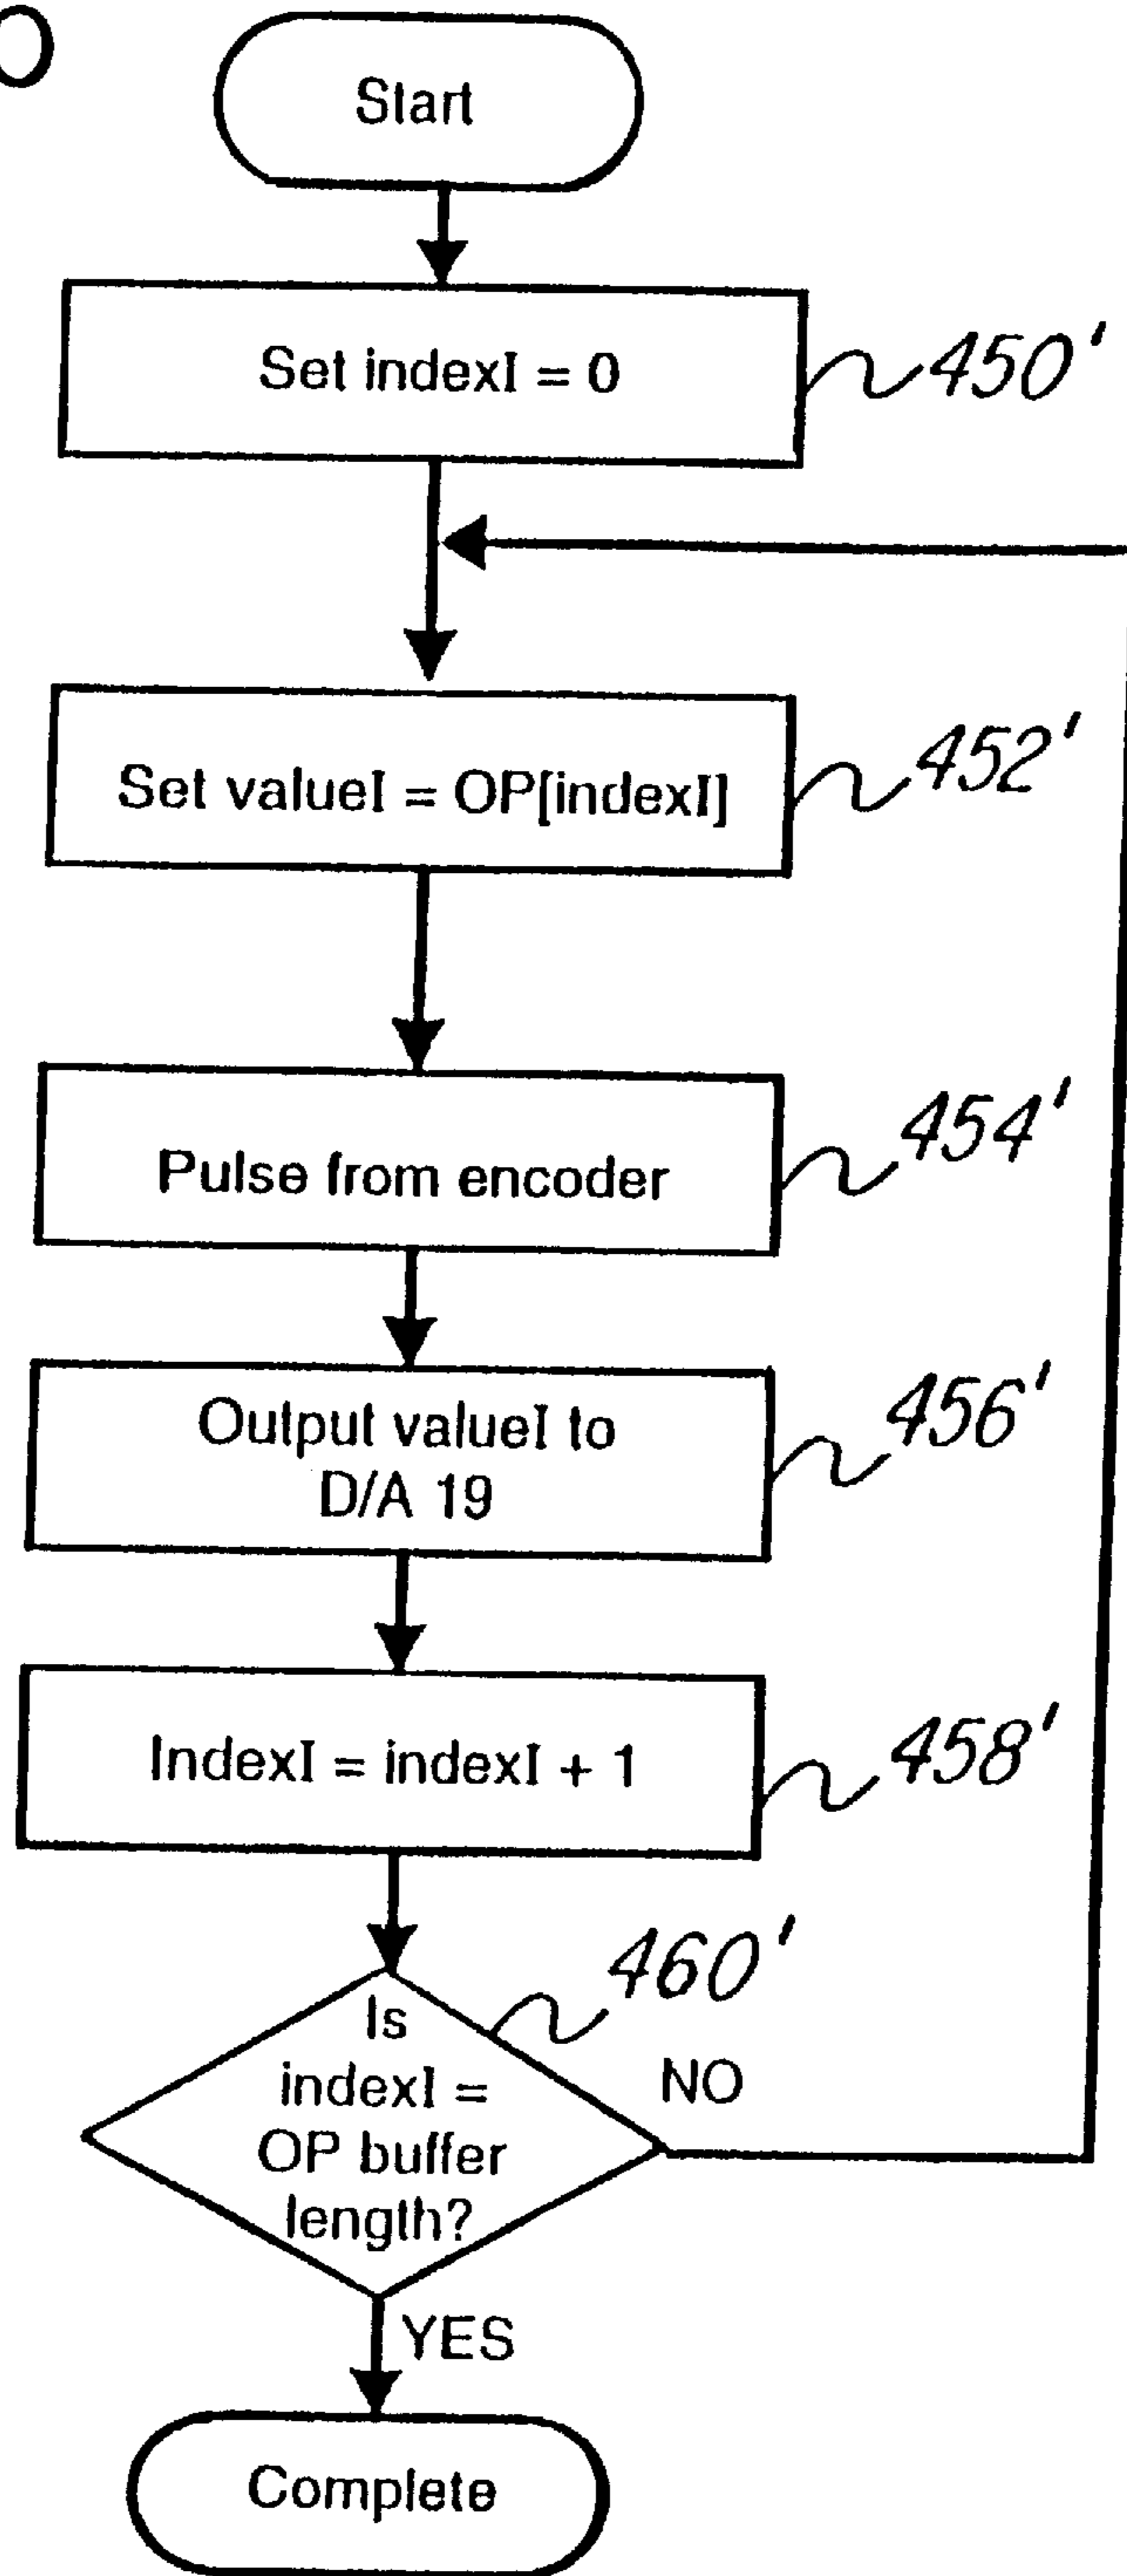 Start
Set indexI = 0
450'
Set valueI = OP[indexI]
452'
Pulse from encoder
454'
Output valueI to
D/A 19
456'
IndexI = indexI + 1
458'
460'
Is
indexI =
OP buffer
length?
NO
YES
Complete